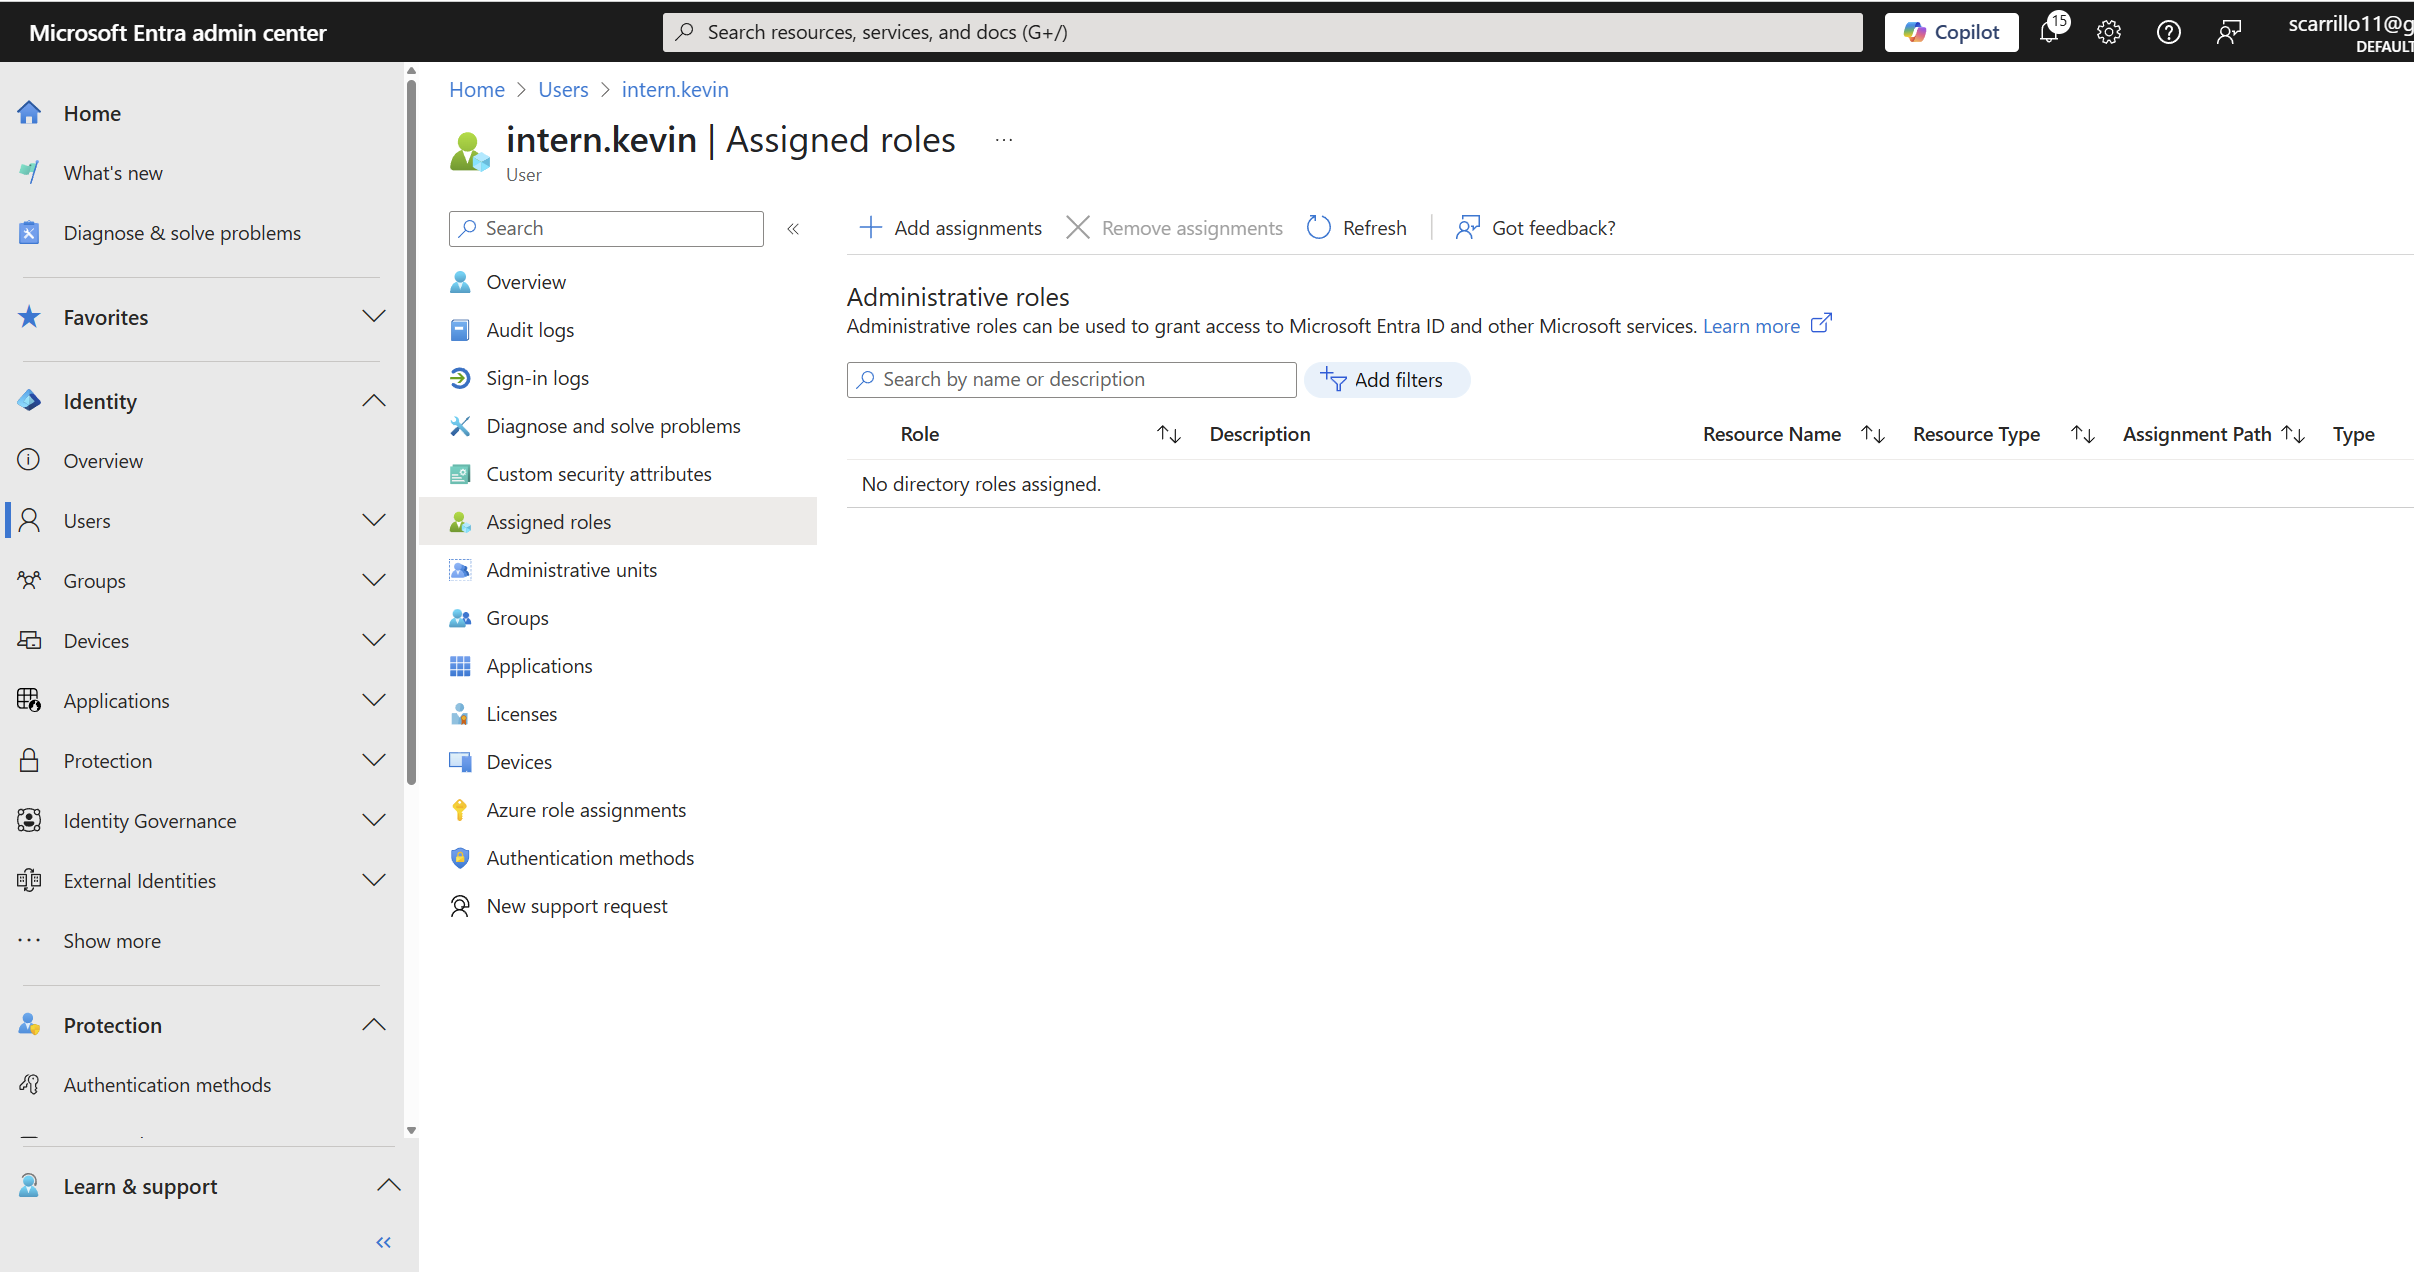 Microsoft Entra admin center
Search resources, services, and docs (G+/)
Copilot
15
scarrillo11@g
DEFAULT
Home
What's new
Diagnose & solve problems
Favorites
Identity
Overview
Users
Groups
Devices
Applications
Protection
Identity Governance
External Identities
Show more
Protection
Authentication methods
Learn & support
Home > Users > intern.kevin
intern.kevin | Assigned roles
User
Search
Overview
Audit logs
Sign-in logs
Diagnose and solve problems
Custom security attributes
Assigned roles
Administrative units
Groups
Applications
Licenses
Devices
Azure role assignments
Authentication methods
New support request
Add assignments Remove assignments Refresh Got feedback?
Administrative roles
Administrative roles can be used to grant access to Microsoft Entra ID and other Microsoft services. Learn more
Search by name or description Add filters
Role Description Resource Name Resource Type Assignment Path Type
No directory roles assigned.